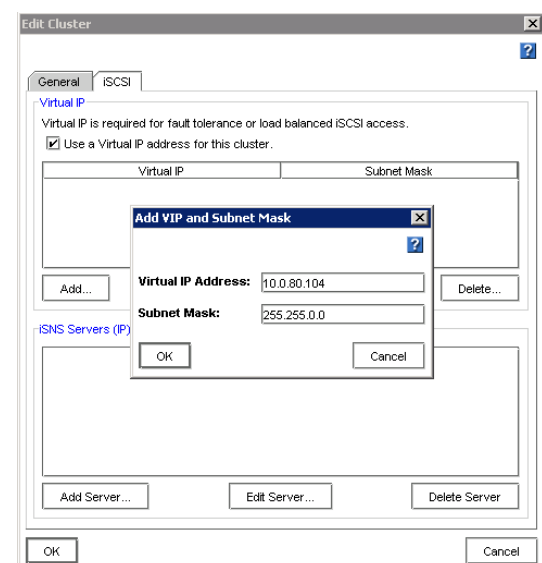 Edit Cluster
?
General
iSCSI
Virtual IP
Virtual IP is required for fault tolerance or load balanced iSCSI access.
Use a Virtual IP address for this cluster.
Virtual IP
Subnet Mask
Add VIP and Subnet Mask
?
Virtual IP Address: 10.0.80.104
Subnet Mask: 255.255.0.0
OK
Cancel
Add...
Delete...
iSNS Servers (IP)
Add Server...
Edit Server...
Delete Server
OK
Cancel